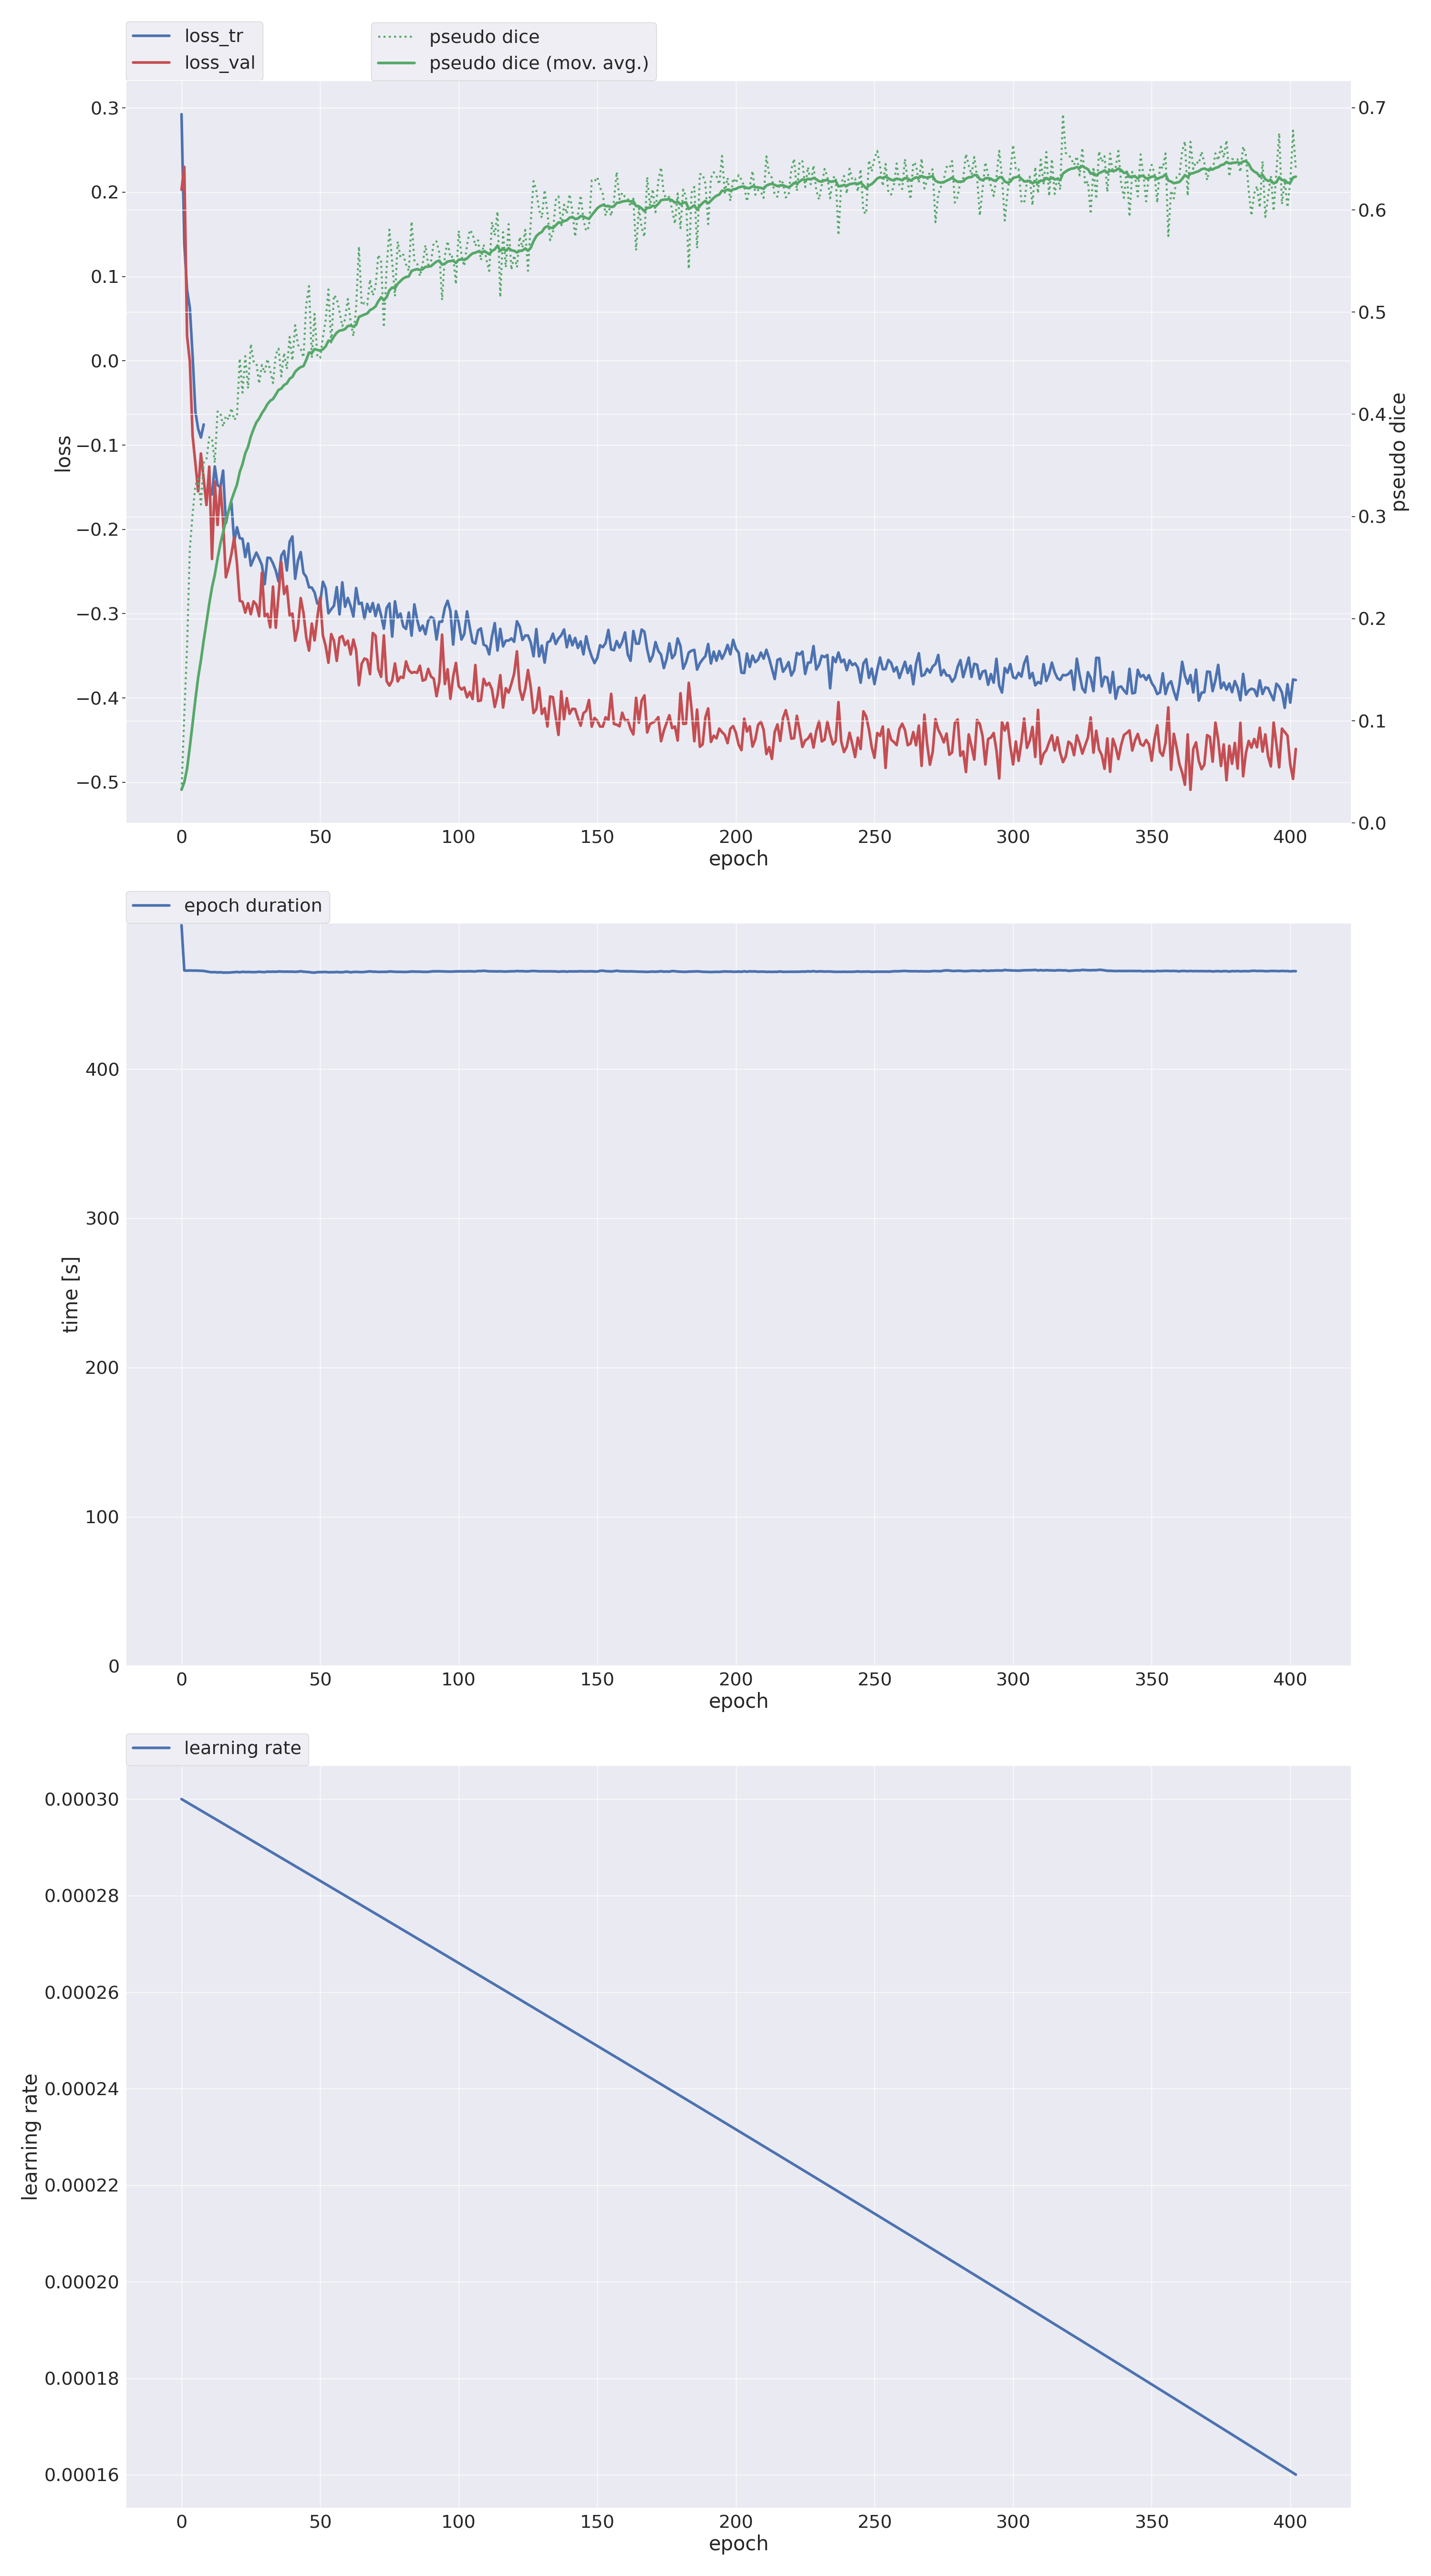 loss_tr
loss_val
pseudo dice
pseudo dice (mov. avg.)
0.3
0.2
0.1
0.0
−0.1
−0.2
−0.3
−0.4
−0.5
loss
0.7
0.6
0.5
0.4
0.3
0.2
0.1
0.0
pseudo dice
0 50 100 150 200 250 300 350 400
epoch
epoch duration
400
300
200
100
0
time [s]
0 50 100 150 200 250 300 350 400
epoch
learning rate
0.00030
0.00028
0.00026
0.00024
0.00022
0.00020
0.00018
0.00016
learning rate
0 50 100 150 200 250 300 350 400
epoch